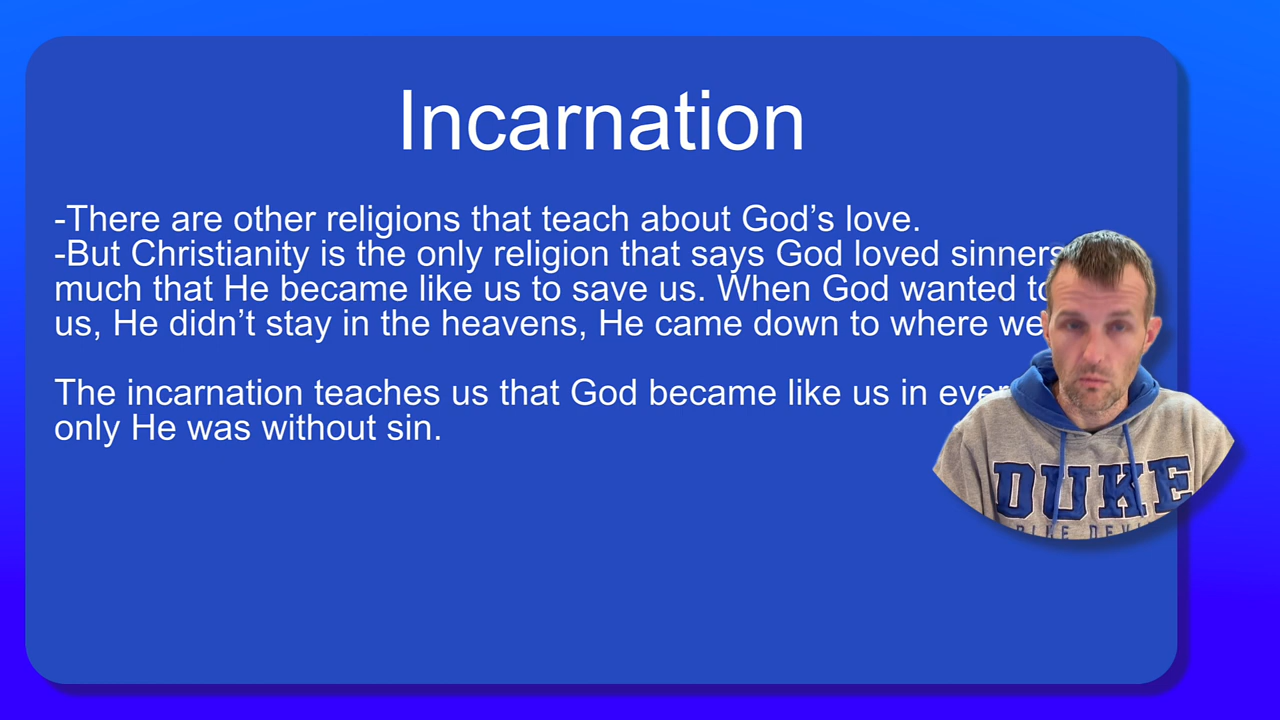 Incarnation
-There are other religions that teach about God's love.
-But Christianity is the only religion that says God loved sinners
much that He became like us to save us. When God wanted to
us, He didn't stay in the heavens, He came down to where we
The incarnation teaches us that God became like us in
only He was without sin.
DUKE